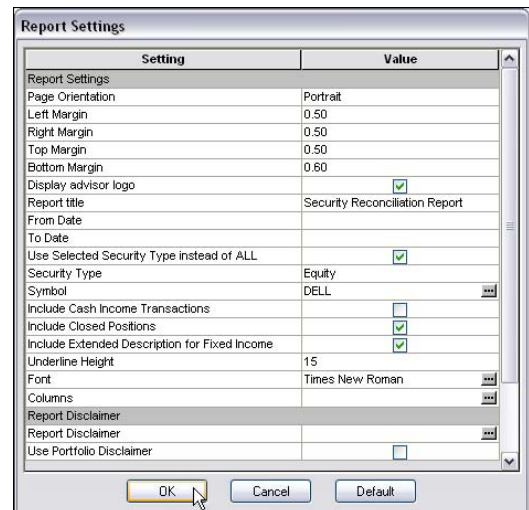 Report Settings
Setting Value
Report Settings
Page Orientation Portrait
Left Margin 0.50
Right Margin 0.50
Top Margin 0.50
Bottom Margin 0.60
Display advisor logo
Report title Security Reconciliation Report
From Date
To Date
Use Selected Security Type instead of ALL
Security Type Equity
Symbol DELL ...
Include Cash Income Transactions
Include Closed Positions
Include Extended Description for Fixed Income
Underline Height 15
Font Times New Roman ...
Columns ...
Report Disclaimer
Report Disclaimer ...
Use Portfolio Disclaimer
OK Cancel Default